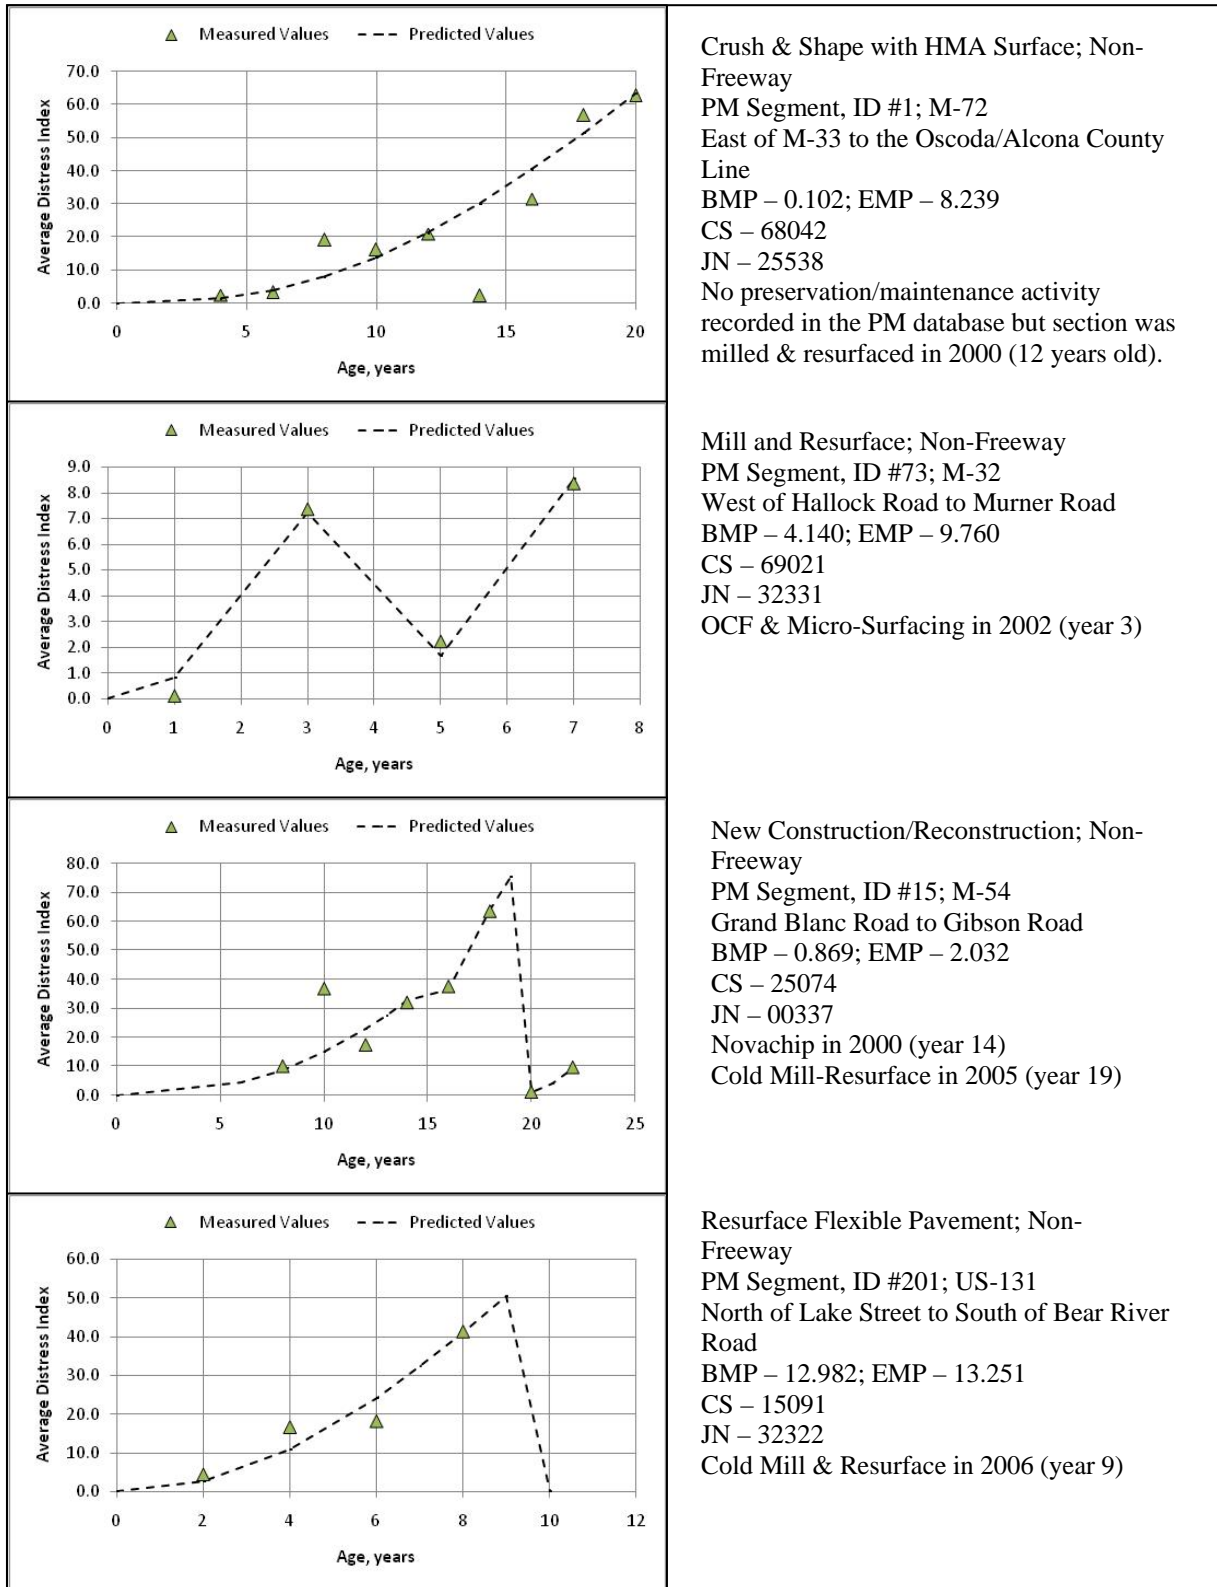 Measured Values
Predicted Values
70.0
60.0
50.0
40.0
30.0
20.0
10.0
0.0
Average Distress Index
0 5 10 15 20
Age, years
Crush & Shape with HMA Surface; Non-
Freeway
PM Segment, ID #1; M-72
East of M-33 to the Oscoda/Alcona County
Line
BMP – 0.102; EMP – 8.239
CS – 68042
JN – 25538
No preservation/maintenance activity
recorded in the PM database but section was
milled & resurfaced in 2000 (12 years old).
Measured Values
Predicted Values
9.0
8.0
7.0
6.0
5.0
4.0
3.0
2.0
1.0
0.0
Average Distress Index
0 1 2 3 4 5 6 7 8
Age, years
Mill and Resurface; Non-Freeway
PM Segment, ID #73; M-32
West of Hallock Road to Murner Road
BMP – 4.140; EMP – 9.760
CS – 69021
JN – 32331
OCF & Micro-Surfacing in 2002 (year 3)
Measured Values
Predicted Values
80.0
70.0
60.0
50.0
40.0
30.0
20.0
10.0
0.0
Average Distress Index
0 5 10 15 20 25
Age, years
New Construction/Reconstruction; Non-
Freeway
PM Segment, ID #15; M-54
Grand Blanc Road to Gibson Road
BMP – 0.869; EMP – 2.032
CS – 25074
JN – 00337
Novachip in 2000 (year 14)
Cold Mill-Resurface in 2005 (year 19)
Measured Values
Predicted Values
60.0
50.0
40.0
30.0
20.0
10.0
0.0
Average Distress Index
0 2 4 6 8 10 12
Age, years
Resurface Flexible Pavement; Non-
Freeway
PM Segment, ID #201; US-131
North of Lake Street to South of Bear River
Road
BMP – 12.982; EMP – 13.251
CS – 15091
JN – 32322
Cold Mill & Resurface in 2006 (year 9)